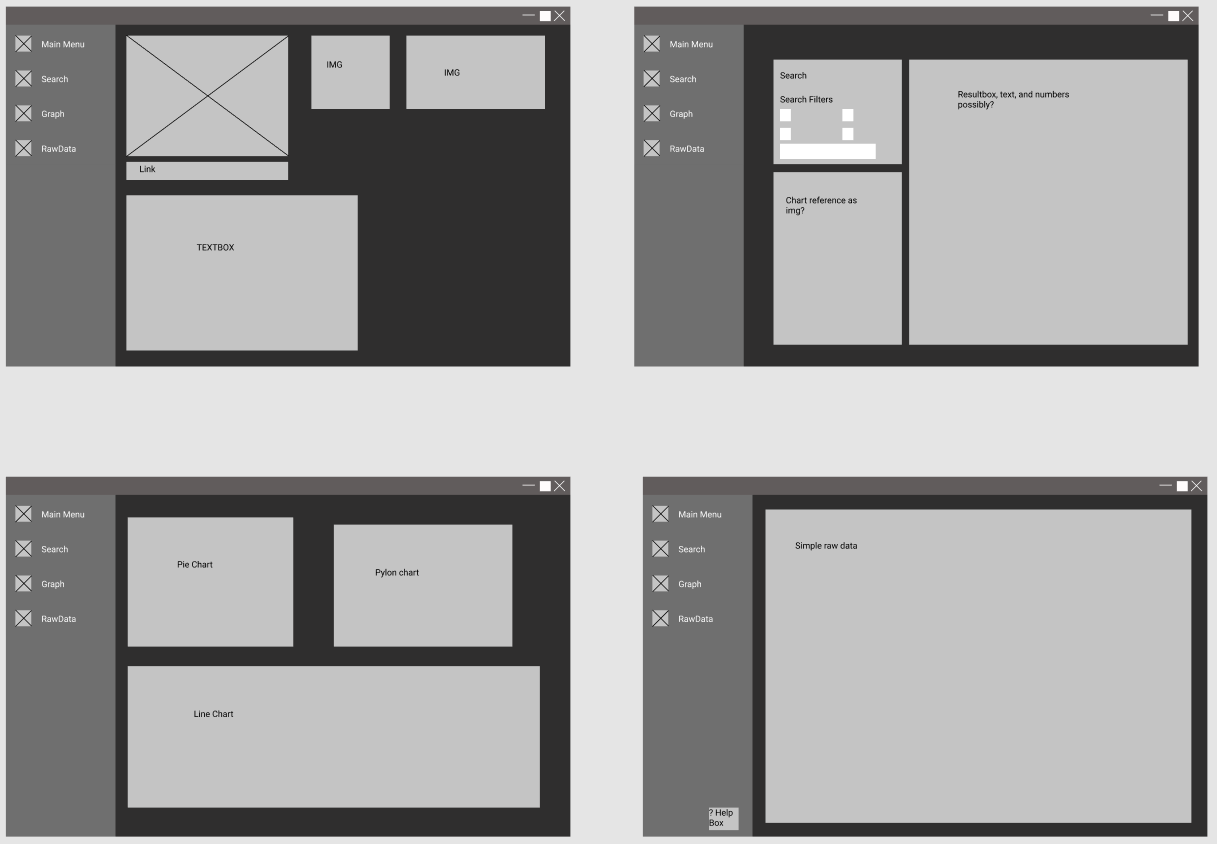 Main Menu
Search
Graph
RawData
IMG
IMG
Link
TEXTBOX
Main Menu
Search
Graph
RawData
Search
Search Filters
Resultbox, text, and numbers
possibly?
Chart reference as
img?
Main Menu
Search
Graph
RawData
Pie Chart
Pylon chart
Line Chart
Main Menu
Search
Graph
RawData
Simple raw data
? Help
Box